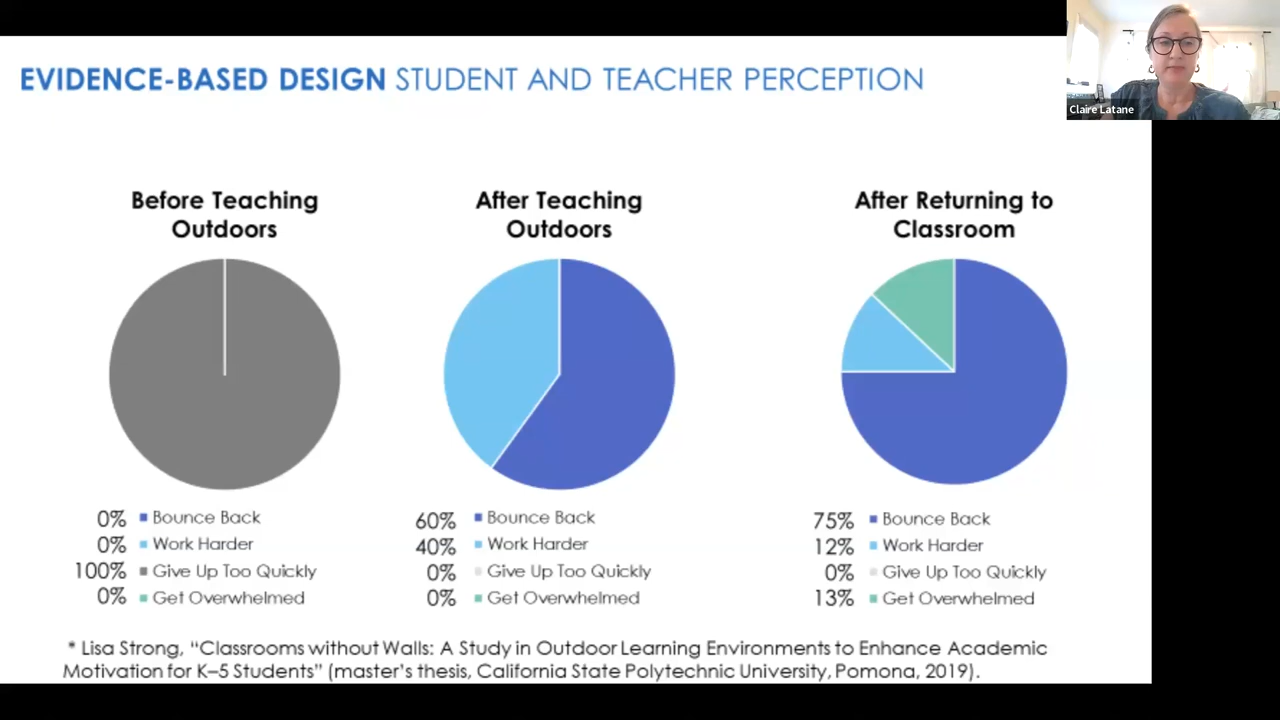 EVIDENCE-BASED DESIGN STUDENT AND TEACHER PERCEPTION
Claire Latane
Before Teaching
Outdoors
0% Bounce Back
0% Work Harder
100% Give Up Too Quickly
0% Get Overwhelmed
After Teaching
Outdoors
60% Bounce Back
40% Work Harder
0% Give Up Too Quickly
0% Get Overwhelmed
After Returning to
Classroom
75% Bounce Back
12% Work Harder
0% Give Up Too Quickly
13% Get Overwhelmed
* Lisa Strong, “Classrooms without Walls: A Study in Outdoor Learning Environments to Enhance Academic
Motivation for K–5 Students” (master’s thesis, California State Polytechnic University, Pomona, 2019).